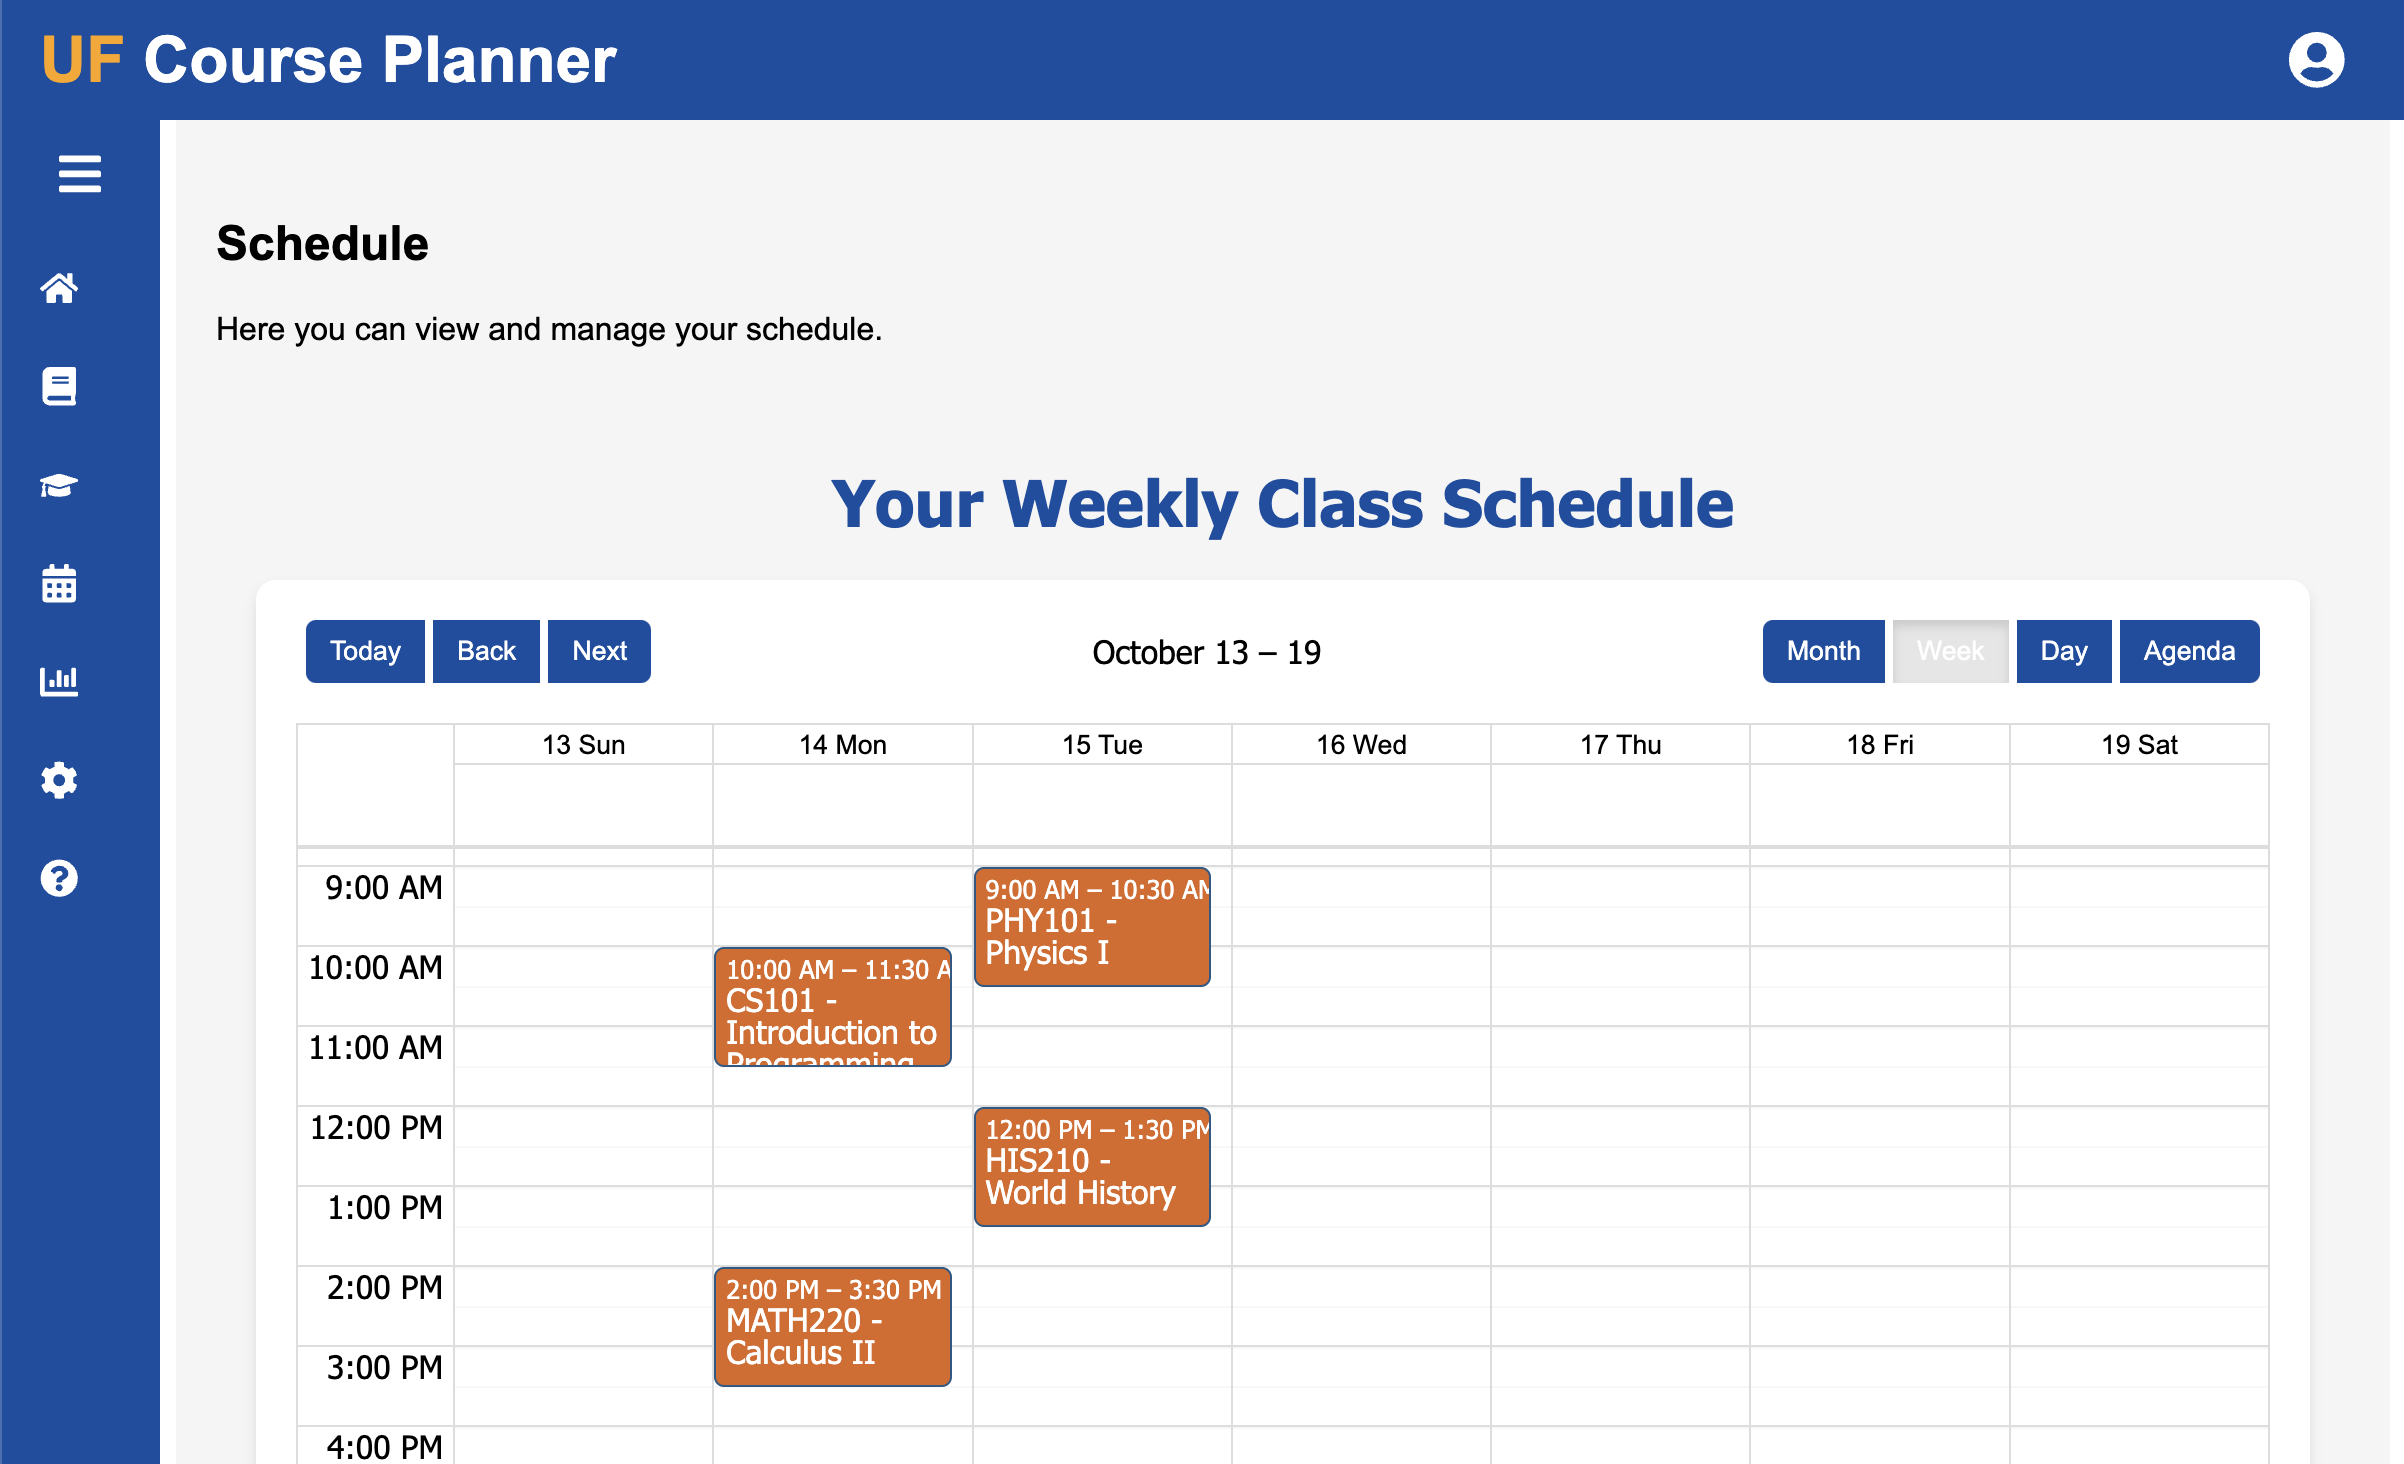 UF Course Planner
Schedule
Here you can view and manage your schedule.
Your Weekly Class Schedule
Today Back Next October 13 – 19 Month Week Day Agenda
13 Sun 14 Mon 15 Tue 16 Wed 17 Thu 18 Fri 19 Sat
9:00 AM
9:00 AM – 10:30 AM
PHY101 -
Physics I
10:00 AM
10:00 AM – 11:30 A
CS101 -
Introduction to
Programming
11:00 AM
12:00 PM
12:00 PM – 1:30 PM
HIS210 -
World History
1:00 PM
2:00 PM
2:00 PM – 3:30 PM
MATH220 -
Calculus II
3:00 PM
4:00 PM